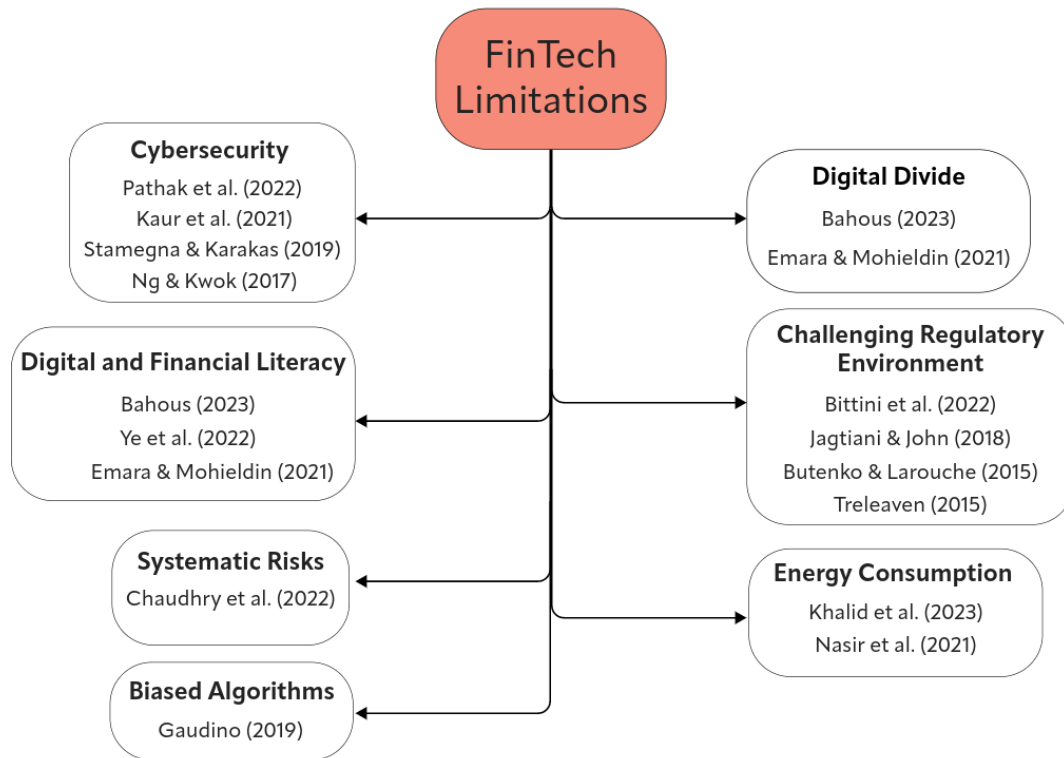 FinTech
Limitations
Cybersecurity
Pathak et al. (2022)
Kaur et al. (2021)
Stamegna & Karakas (2019)
Ng & Kwok (2017)
Digital Divide
Bahous (2023)
Emara & Mohieldin (2021)
Digital and Financial Literacy
Bahous (2023)
Ye et al. (2022)
Emara & Mohieldin (2021)
Challenging Regulatory
Environment
Bittini et al. (2022)
Jagtiani & John (2018)
Butenko & Larouche (2015)
Treleaven (2015)
Systematic Risks
Chaudhry et al. (2022)
Energy Consumption
Khalid et al. (2023)
Nasir et al. (2021)
Biased Algorithms
Gaudino (2019)